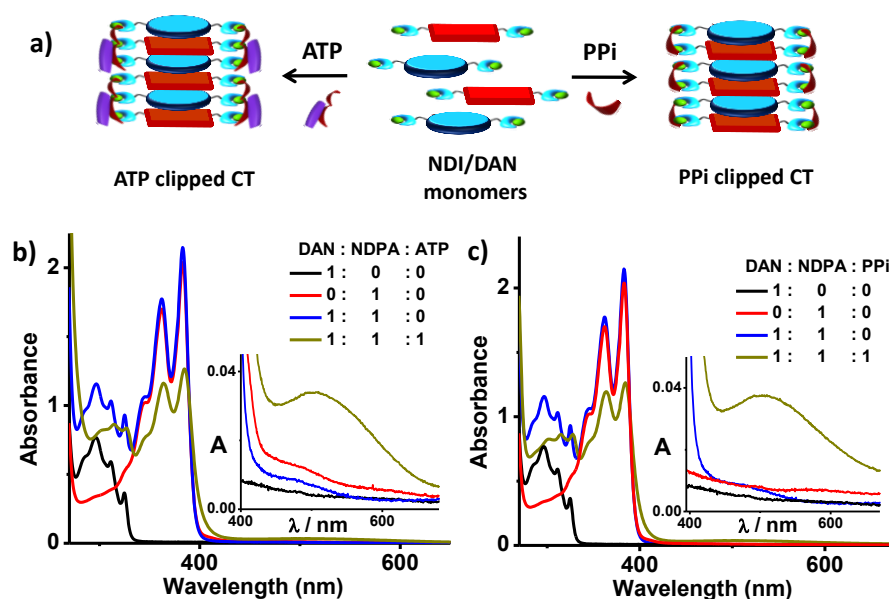 a)
ATP
PPi
ATP clipped CT
NDI/DAN
monomers
PPi clipped CT
b)
DAN : NDPA : ATP
1 : 0 : 0
0 : 1 : 0
1 : 1 : 0
1 : 1 : 1
2
1
0
Absorbance
0.04
A
0.00
400 λ / nm 600
400 600
Wavelength (nm)
c)
DAN : NDPA : PPi
1 : 0 : 0
0 : 1 : 0
1 : 1 : 0
1 : 1 : 1
2
1
0
Absorbance
0.04
A
0.00
400 λ / nm 600
400 600
Wavelength (nm)